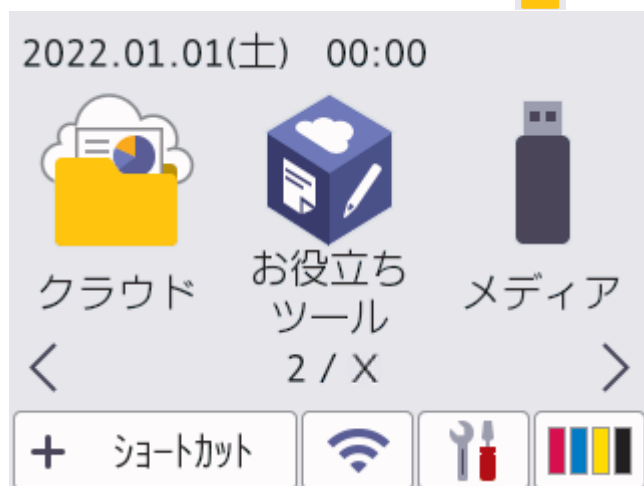 2022.01.01(土) 00:00
クラウド
お役立ち
ツール
メディア
2 / X
+ ショートカット